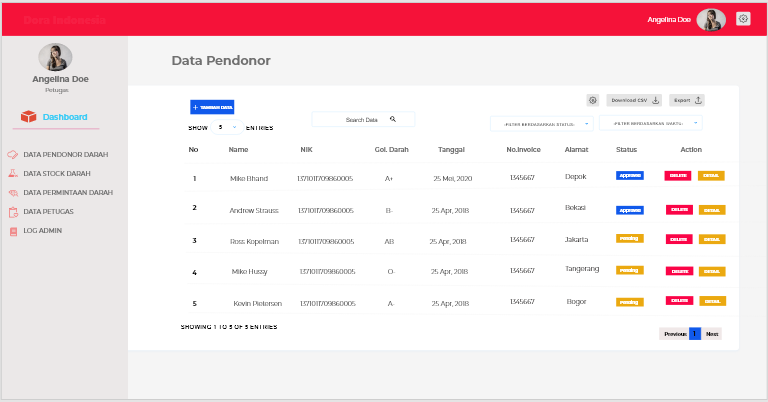 Dora Indonesia
Angelina Doe
Angelina Doe
Petugas
Dashboard
DATA PENDONOR DARAH
DATA STOCK DARAH
DATA PERMINTAAN DARAH
DATA PETUGAS
LOG ADMIN
Data Pendonor
+ TAMBAH DATA
Download CSV
Export
SHOW 5 ENTRIES
Search Data
:FILTER BERDASARKAN STATUS:
:FILTER BERDASARKAN WAKTU:
No Name NIK Gol. Darah Tanggal No.Invoice Alamat Status Action
1 Mike Bhand 1371011709860005 A+ 25 Mei, 2020 1345667 Depok approve DELETE DETAIL
2 Andrew Strauss 1371011709860005 B- 25 Apr, 2018 1345667 Bekasi approve DELETE DETAIL
3 Ross Kopelman 1371011709860005 AB 25 Apr, 2018 1345667 Jakarta Pending DELETE DETAIL
4 Mike Hussy 1371011709860005 O- 25 Apr, 2018 1345667 Tangerang Pending DELETE DETAIL
5 Kevin Pietersen 1371011709860005 A- 25 Apr, 2018 1345667 Bogor Pending DELETE DETAIL
SHOWING 1 TO 5 OF 5 ENTRIES
Previous 1 Next